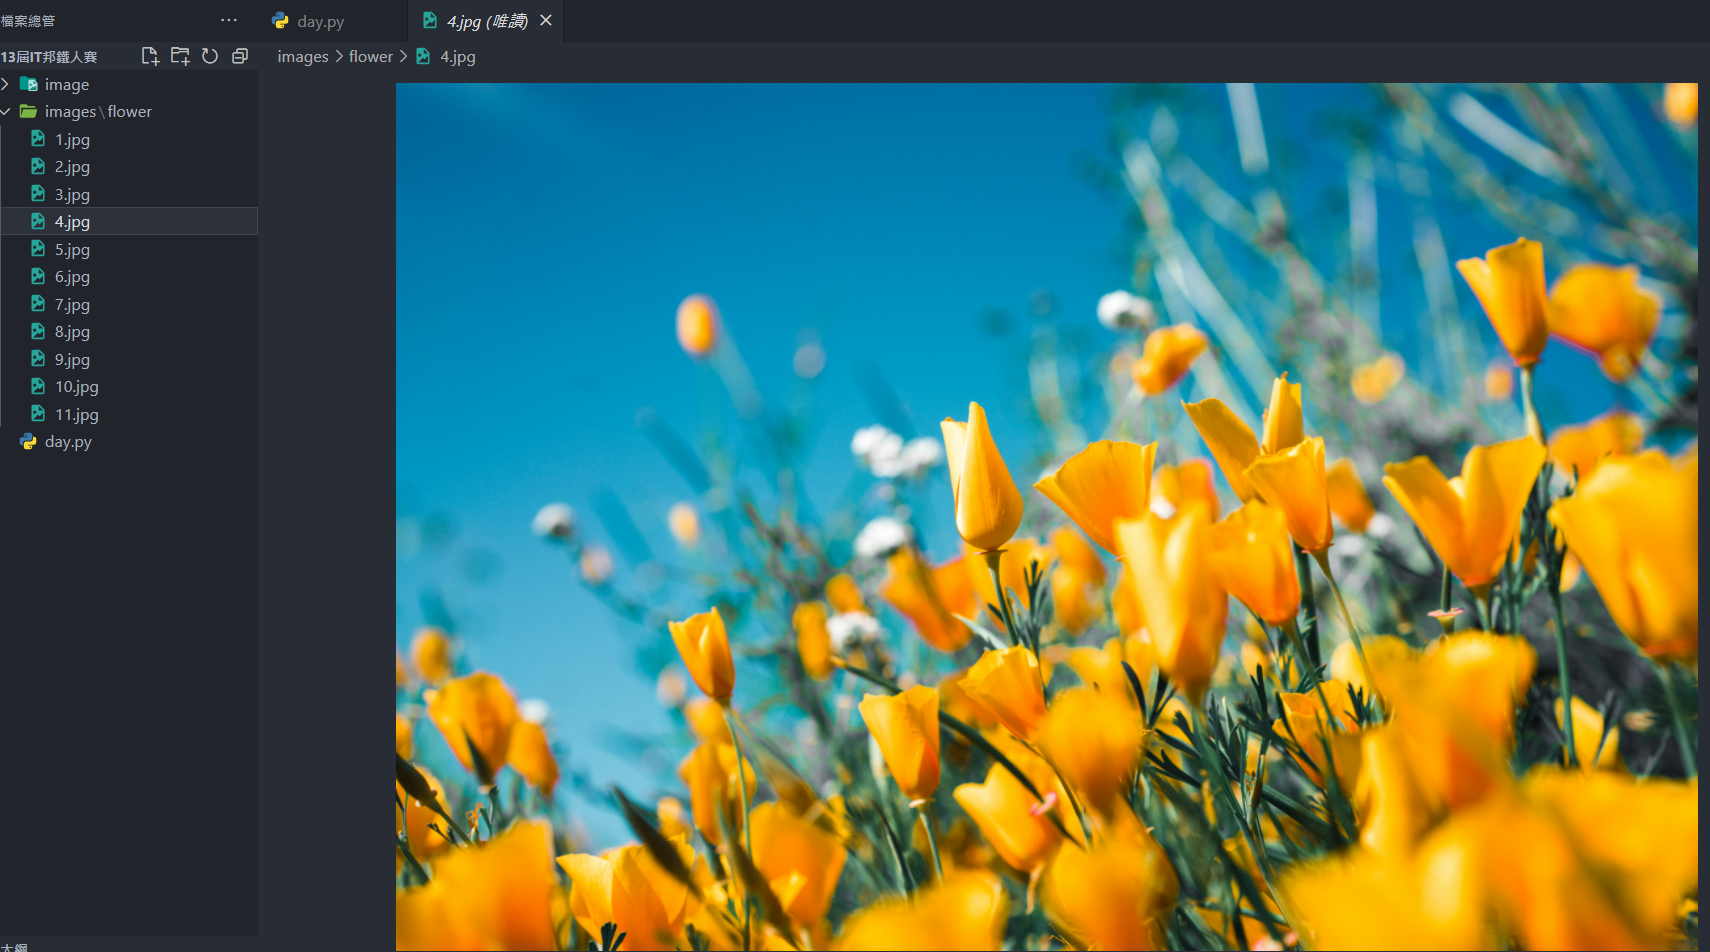 檔案總管
day.py
4.jpg (唯讀)
13屆IT邦鐵人賽
images > flower > 4.jpg
image
images\flower
1.jpg
2.jpg
3.jpg
4.jpg
5.jpg
6.jpg
7.jpg
8.jpg
9.jpg
10.jpg
11.jpg
day.py
大綱